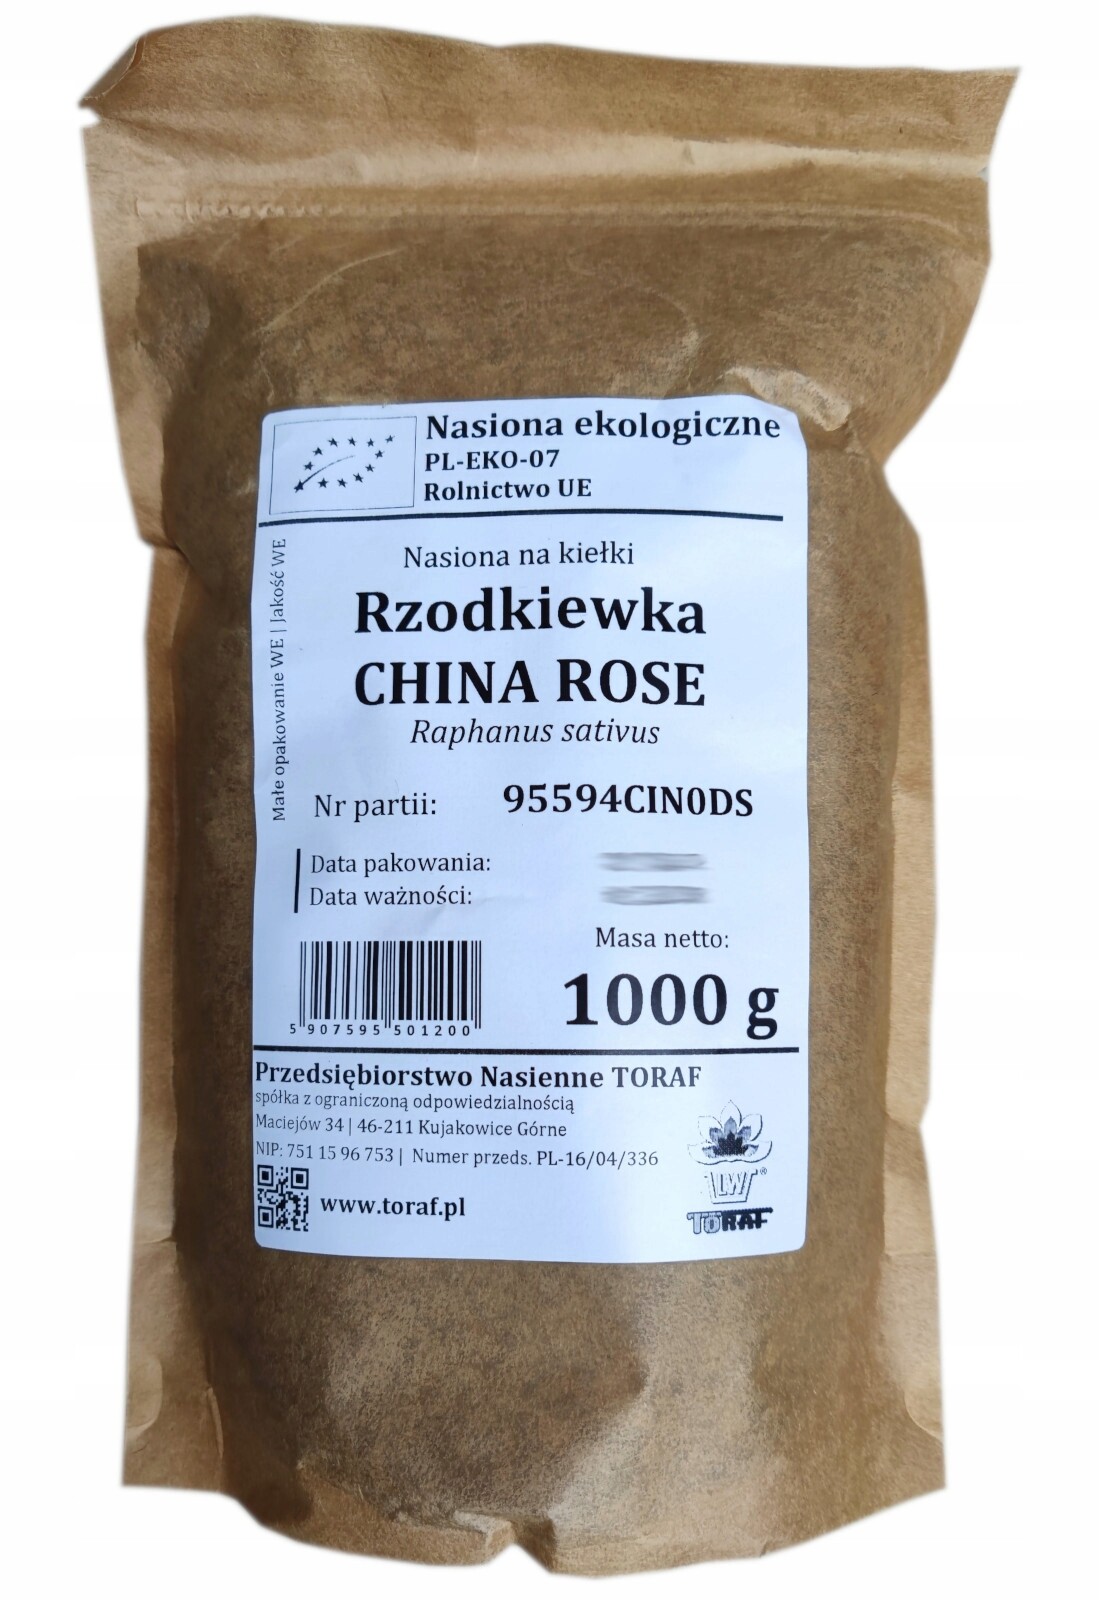 Nasiona ekologiczne
PL-EKO-07
Rolnictwo UE
Małe opakowanie WE | Jakość WE
Nasiona na kiełki
Rzodkiewka
CHINA ROSE
Raphanus sativus
Nr partii: 95594CIN0DS
Data pakowania:
Data ważności:
Masa netto:
1000 g
5 907595 501200
Przedsiębiorstwo Nasienne TORAF
spółka z ograniczoną odpowiedzialnością
Maciejów 34 | 46-211 Kujakowice Górne
NIP: 751 15 96 753 | Numer przeds. PL-16/04/336
www.toraf.pl
LW®
TORAF